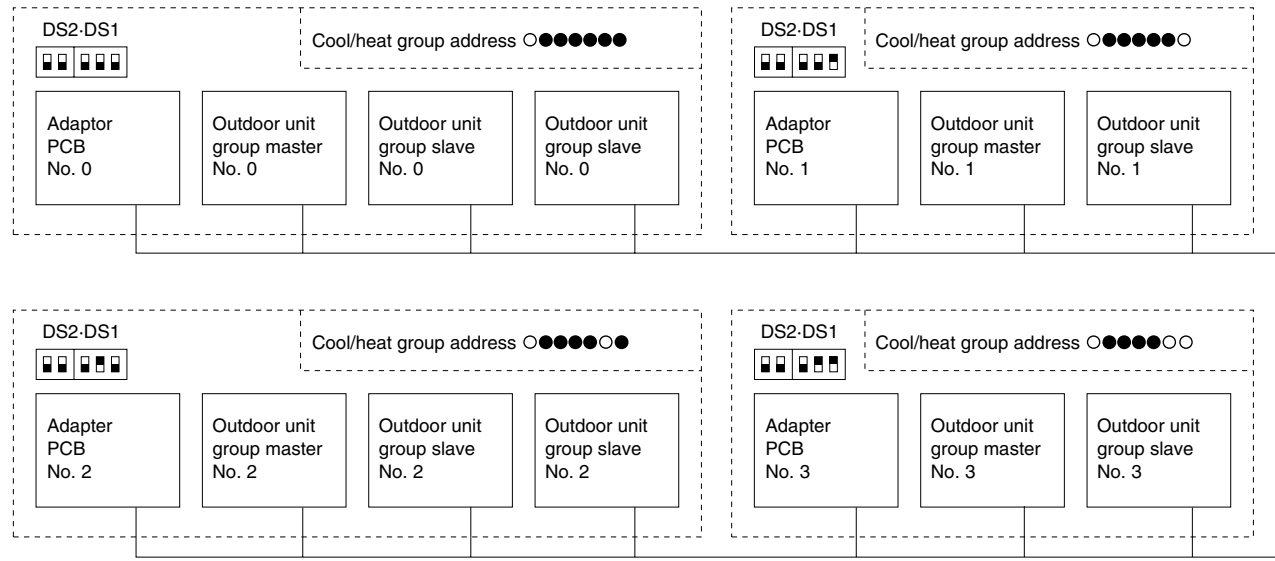 DS2·DS1
Cool/heat group address ○●●●●●●
Adaptor
PCB
No. 0
Outdoor unit
group master
No. 0
Outdoor unit
group slave
No. 0
Outdoor unit
group slave
No. 0
DS2·DS1
Cool/heat group address ○●●●●●○
Adaptor
PCB
No. 1
Outdoor unit
group master
No. 1
Outdoor unit
group slave
No. 1
DS2·DS1
Cool/heat group address ○●●●●○●
Adapter
PCB
No. 2
Outdoor unit
group master
No. 2
Outdoor unit
group slave
No. 2
Outdoor unit
group slave
No. 2
DS2·DS1
Cool/heat group address ○●●●●○○
Adapter
PCB
No. 3
Outdoor unit
group master
No. 3
Outdoor unit
group slave
No. 3